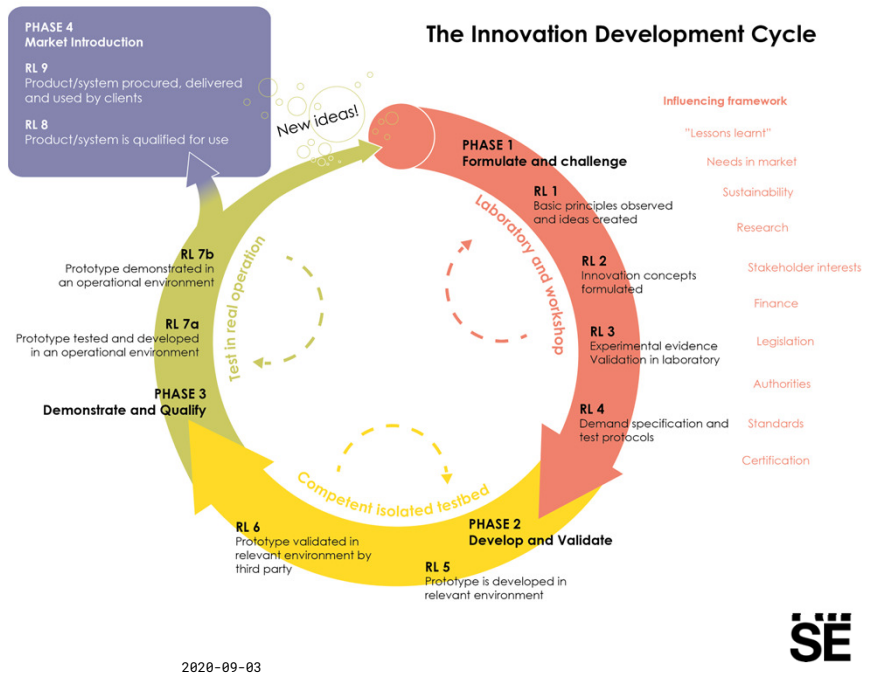 The Innovation Development Cycle
PHASE 4
Market Introduction
RL 9
Product/system procured, delivered
and used by clients
RL 8
Product/system is qualified for use
New ideas!
PHASE 1
Formulate and challenge
RL 1
Basic principles observed
and ideas created
RL 2
Innovation concepts
formulated
RL 3
Experimental evidence
Validation in laboratory
RL 4
Demand specification and
test protocols
Laboratory and workshop
Influencing framework
"Lessons learnt"
Needs in market
Sustainability
Research
Stakeholder interests
Finance
Legislation
Authorities
Standards
Certification
PHASE 2
Develop and Validate
RL 5
Prototype is developed in
relevant environment
RL 6
Prototype validated in
relevant environment by
third party
Competent isolated testbed
PHASE 3
Demonstrate and Qualify
RL 7a
Prototype tested and developed
in an operational environment
RL 7b
Prototype demonstrated in
an operational environment
Test in real operation
SE
2020-09-03